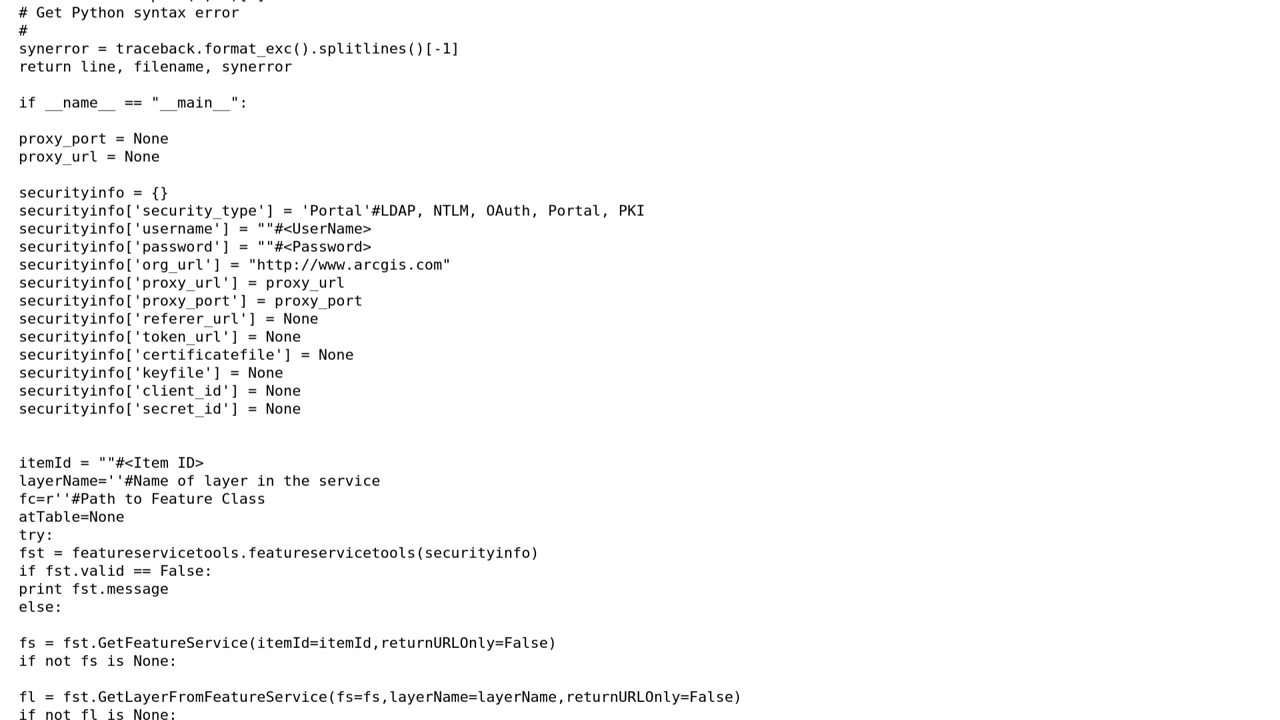 # Get Python syntax error
#
synerror = traceback.format_exc().splitlines()[-1]
return line, filename, synerror
if __name__ == "__main__":
proxy_port = None
proxy_url = None
securityinfo = {}
securityinfo['security_type'] = 'Portal'#LDAP, NTLM, OAuth, Portal, PKI
securityinfo['username'] = ""#<UserName>
securityinfo['password'] = ""#<Password>
securityinfo['org_url'] = "http://www.arcgis.com"
securityinfo['proxy_url'] = proxy_url
securityinfo['proxy_port'] = proxy_port
securityinfo['referer_url'] = None
securityinfo['token_url'] = None
securityinfo['certificatefile'] = None
securityinfo['keyfile'] = None
securityinfo['client_id'] = None
securityinfo['secret_id'] = None
itemId = ""#<Item ID>
layerName=''#Name of layer in the service
fc=r''#Path to Feature Class
atTable=None
try:
fst = featureservicetools.featureservicetools(securityinfo)
if fst.valid == False:
print fst.message
else:
fs = fst.GetFeatureService(itemId=itemId,returnURLOnly=False)
if not fs is None:
fl = fst.GetLayerFromFeatureService(fs=fs,layerName=layerName,returnURLOnly=False)
if not fl is None: